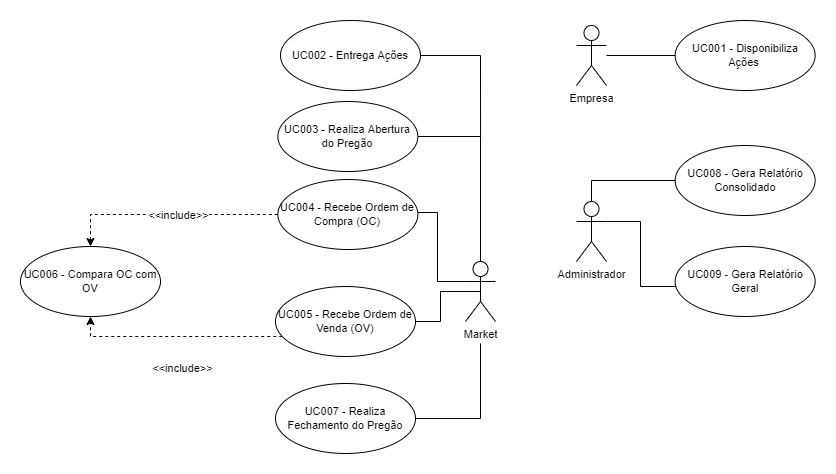 UC002 - Entrega Ações
UC003 - Realiza Abertura
do Pregão
<<include>>
UC004 - Recebe Ordem de
Compra (OC)
UC006 - Compara OC com
OV
UC005 - Recebe Ordem de
Venda (OV)
<<include>>
UC007 - Realiza
Fechamento do Pregão
Market
Empresa
UC001 - Disponibiliza
Ações
UC008 - Gera Relatório
Consolidado
Administrador
UC009 - Gera Relatório
Geral